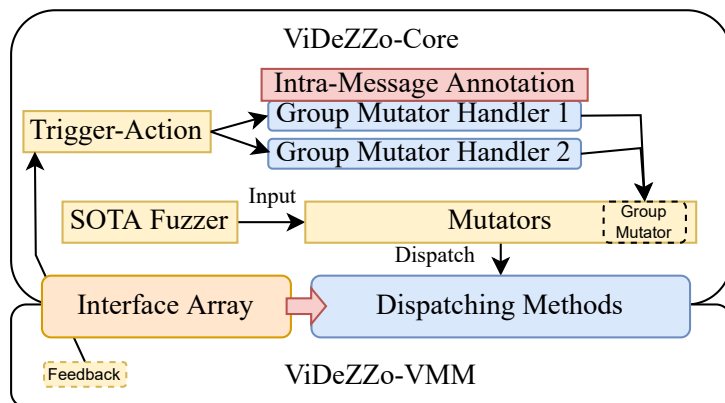 ViDeZZo-Core
Intra-Message Annotation
Trigger-Action
Group Mutator Handler 1
Group Mutator Handler 2
Input
SOTA Fuzzer
Mutators
Group
Mutator
Dispatch
Interface Array
Dispatching Methods
Feedback
ViDeZZo-VMM